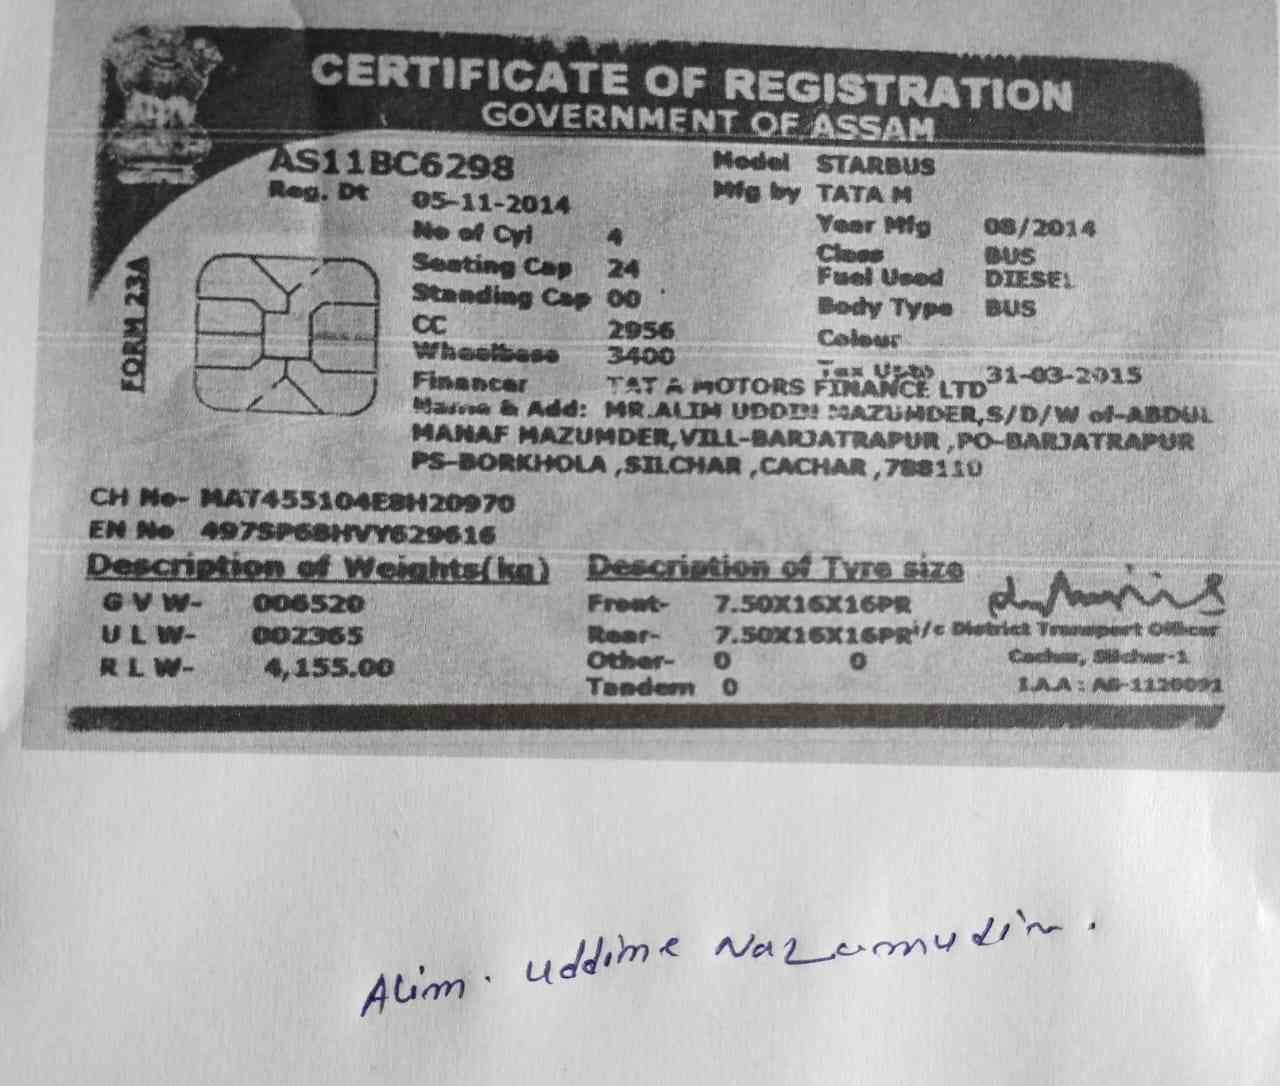 CERTIFICATE OF REGISTRATION
GOVERNMENT OF ASSAM
AS11BC6298
Model STARBUS
Reg. Dt 05-11-2014
Mfg by TATA M
No of Cyl 4
Year Mfg 08/2014
Seating Cap 24
Class BUS
Fuel Used DIESEL
Standing Cap 00
Body Type BUS
CC 2956
Colour
Wheelbase 3400
Tax Upto 31-03-2015
Financer TAT A MOTORS FINANCE LTD
Name & Add: MR.ALIM UDDIN MAZUMDER,S/D/W of-ABDUL
MANAF MAZUMDER,VILL-BARJATRAPUR ,PO-BARJATRAPUR
PS-BORKHOLA ,SILCHAR ,CACHAR ,788110
FORM 23A
CH No- MAT455104E8H20970
EN No 497SP68HVY629616
Description of Weights(kg)
G V W- 006520
U L W- 002365
R L W- 4,155.00
Description of Tyre size
Front- 7.50X16X16PR
Rear- 7.50X16X16PR
Other- 0 0
Tandem 0
i/c District Transport Officer
Cachar, Silchar-1
I.A.A : AS-1120091
Alim. Uddime Nazumudin.